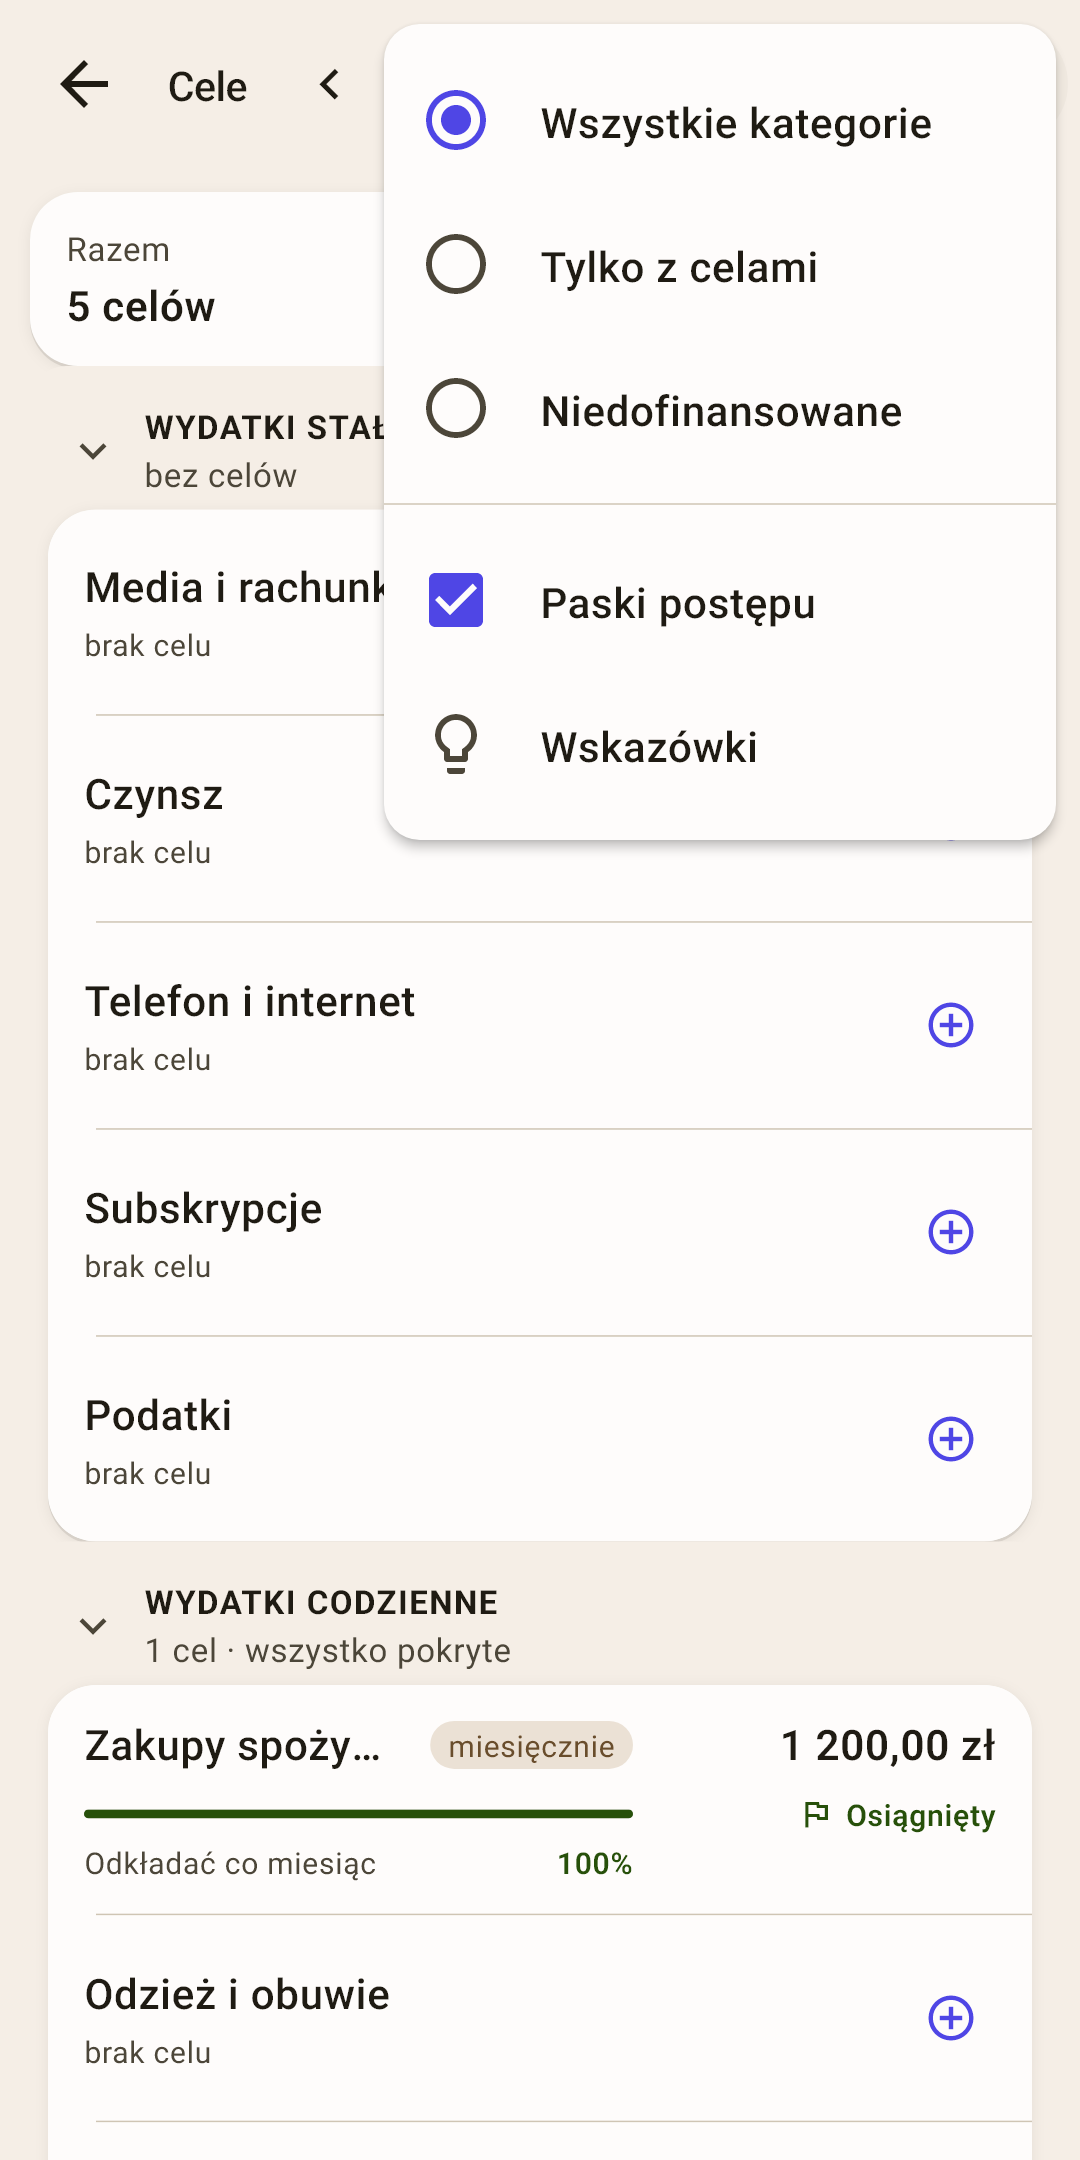 Cele
Wszystkie kategorie
Tylko z celami
Niedofinansowane
Paski postępu
Wskazówki
Razem
5 celów
WYDATKI STAŁ
bez celów
Media i rachunk
brak celu
Czynsz
brak celu
Telefon i internet
brak celu
Subskrypcje
brak celu
Podatki
brak celu
WYDATKI CODZIENNE
1 cel · wszystko pokryte
Zakupy spoży... miesięcznie 1 200,00 zł
Osiągnięty
Odkładać co miesiąc 100%
Odzież i obuwie
brak celu